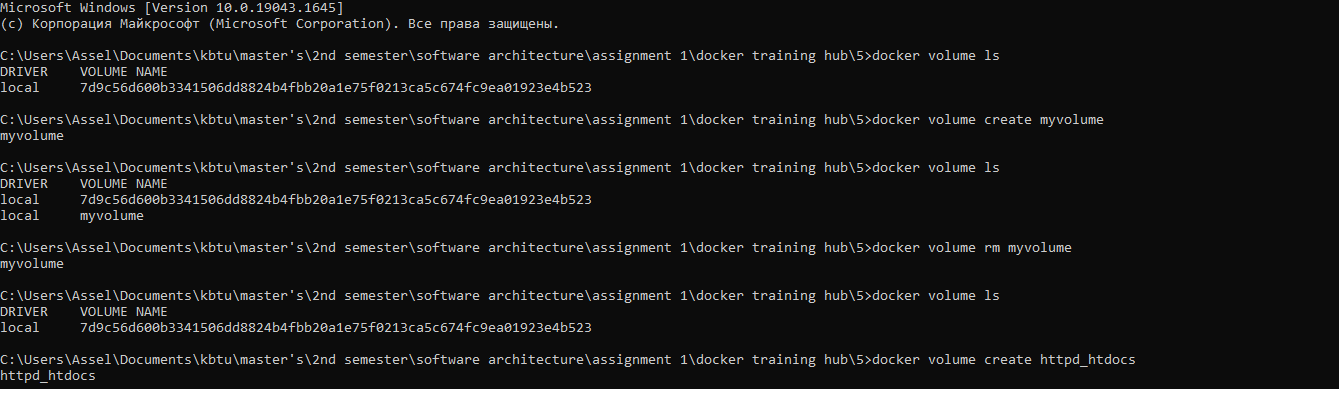 Microsoft Windows [Version 10.0.19043.1645]
(c) Корпорация Майкрософт (Microsoft Corporation). Все права защищены.
C:\Users\Assel\Documents\kbtu\master's\2nd semester\software architecture\assignment 1\docker training hub\5>docker volume ls
DRIVER    VOLUME NAME
local     7d9c56d600b3341506dd8824b4fbb20a1e75f0213ca5c674fc9ea01923e4b523
C:\Users\Assel\Documents\kbtu\master's\2nd semester\software architecture\assignment 1\docker training hub\5>docker volume create myvolume
myvolume
C:\Users\Assel\Documents\kbtu\master's\2nd semester\software architecture\assignment 1\docker training hub\5>docker volume ls
DRIVER    VOLUME NAME
local     7d9c56d600b3341506dd8824b4fbb20a1e75f0213ca5c674fc9ea01923e4b523
local     myvolume
C:\Users\Assel\Documents\kbtu\master's\2nd semester\software architecture\assignment 1\docker training hub\5>docker volume rm myvolume
myvolume
C:\Users\Assel\Documents\kbtu\master's\2nd semester\software architecture\assignment 1\docker training hub\5>docker volume ls
DRIVER    VOLUME NAME
local     7d9c56d600b3341506dd8824b4fbb20a1e75f0213ca5c674fc9ea01923e4b523
C:\Users\Assel\Documents\kbtu\master's\2nd semester\software architecture\assignment 1\docker training hub\5>docker volume create httpd_htdocs
httpd_htdocs